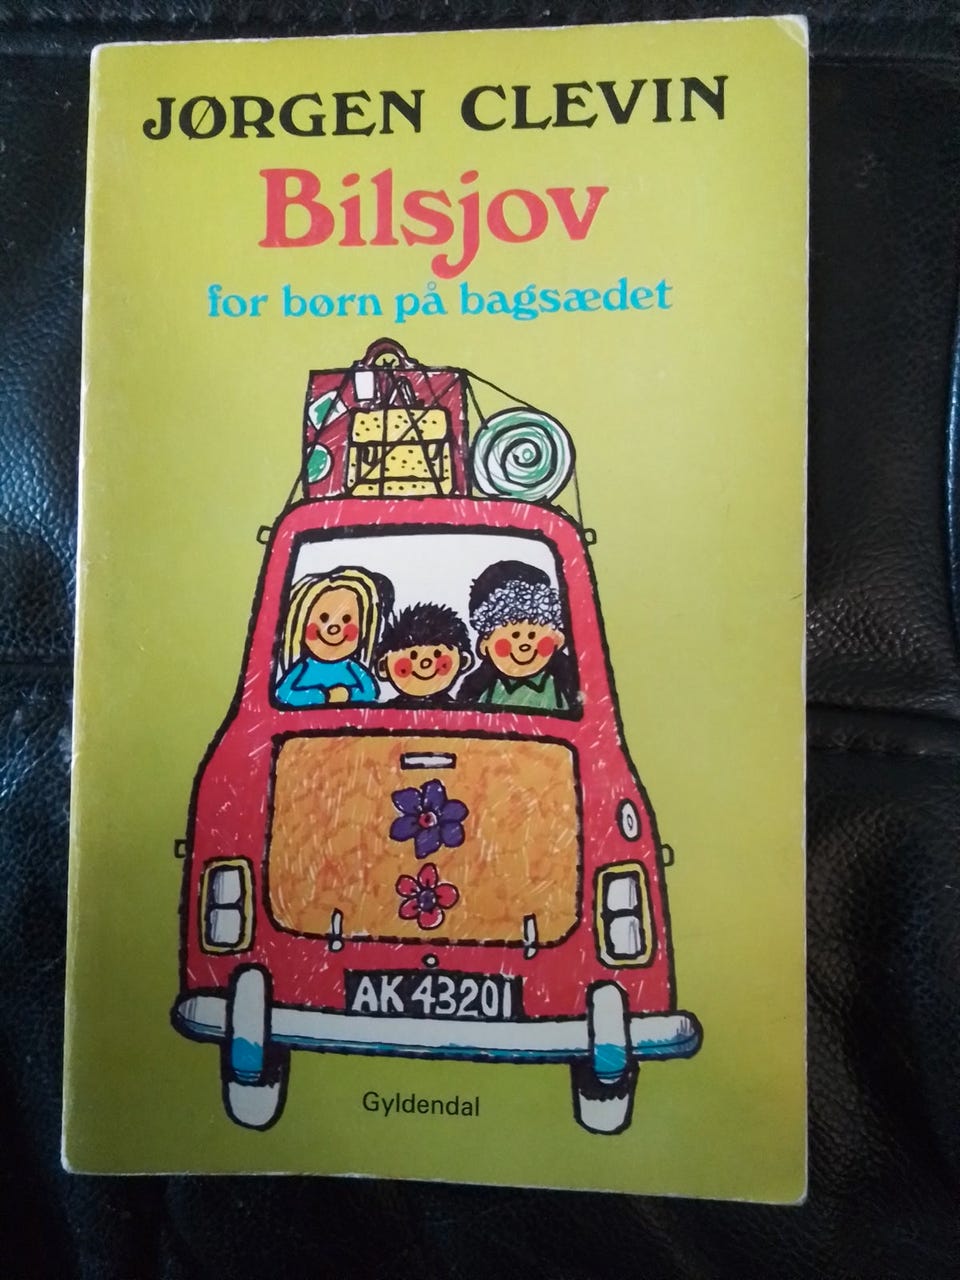 JØRGEN CLEVIN
Bilsjov
for børn på bagsædet
AK 43201
Gyldendal